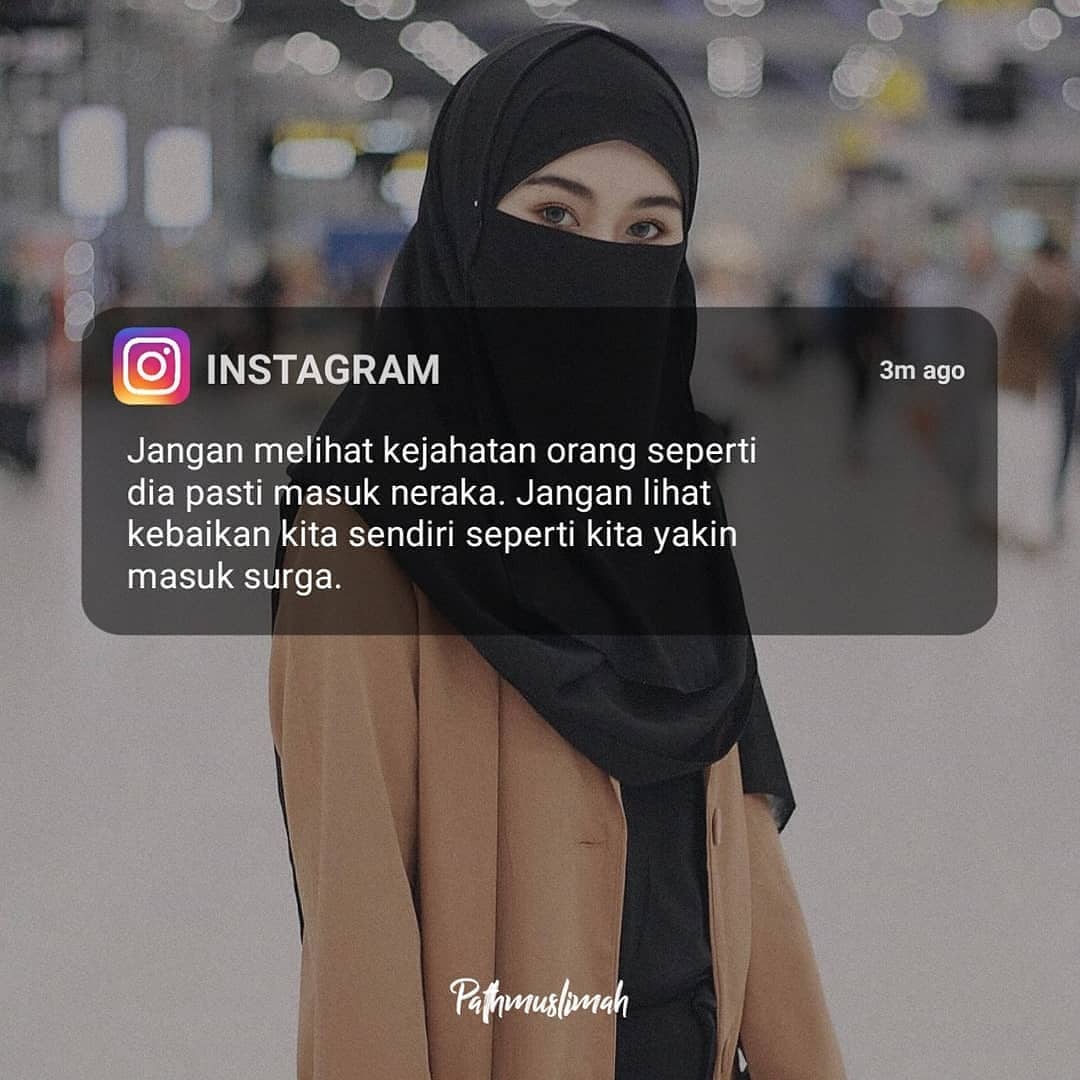 INSTAGRAM
3m ago
Jangan melihat kejahatan orang seperti
dia pasti masuk neraka. Jangan lihat
kebaikan kita sendiri seperti kita yakin
masuk surga.
Pathmuslimah